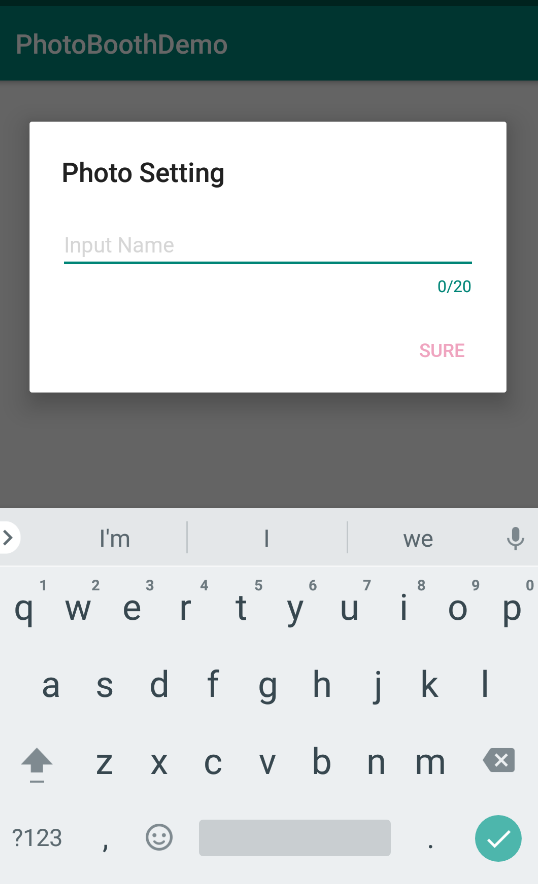 PhotoBoothDemo
Photo Setting
Input Name
0/20
SURE
I'm I we
1 2 3 4 5 6 7 8 9 0
q w e r t y u i o p
a s d f g h j k l
z x c v b n m
?123 , .